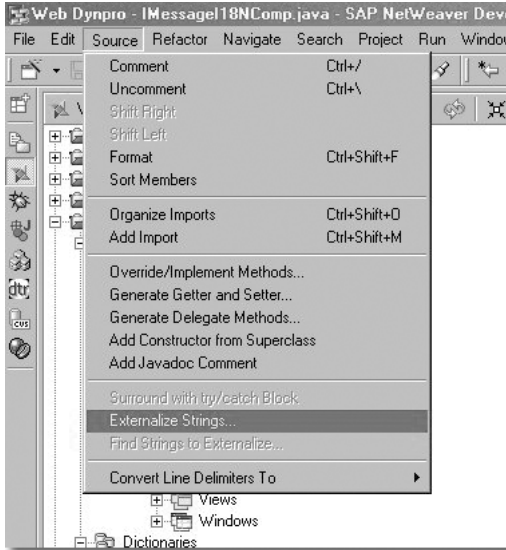 Web Dynpro - IMessageI18NComp.java - SAP NetWeaver Deve
File Edit Source Refactor Navigate Search Project Run Window
Comment Ctrl+/
Uncomment Ctrl+\
Shift Right
Shift Left
Format Ctrl+Shift+F
Sort Members
Organize Imports Ctrl+Shift+O
Add Import Ctrl+Shift+M
Override/Implement Methods...
Generate Getter and Setter...
Generate Delegate Methods...
Add Constructor from Superclass
Add Javadoc Comment
Surround with try/catch Block
Externalize Strings...
Find Strings to Externalize...
Convert Line Delimiters To
Views
Windows
Dictionaries
dtr
CVS